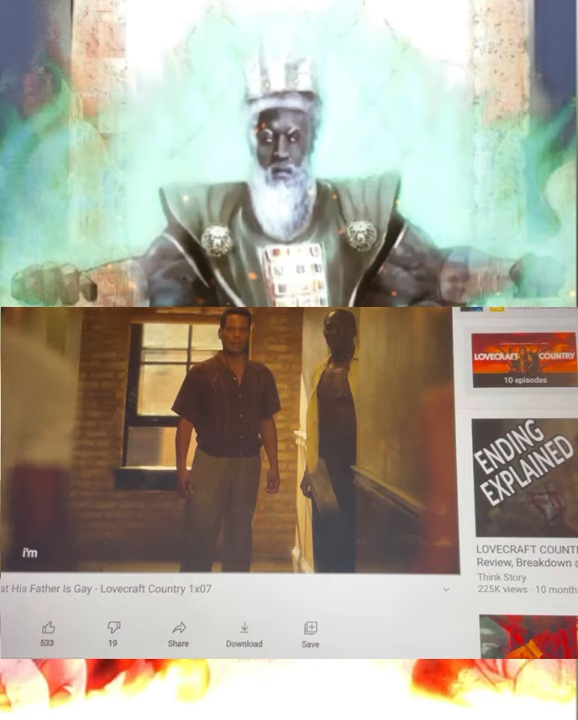 LOVECRAFT COUNTRY
10 episodes
ENDING
EXPLAINED
i'm
LOVECRAFT COUNT
Review, Breakdown a
Think Story
225K views · 10 month
at His Father Is Gay - Lovecraft Country 1x07
533
19
Share
Download
Save